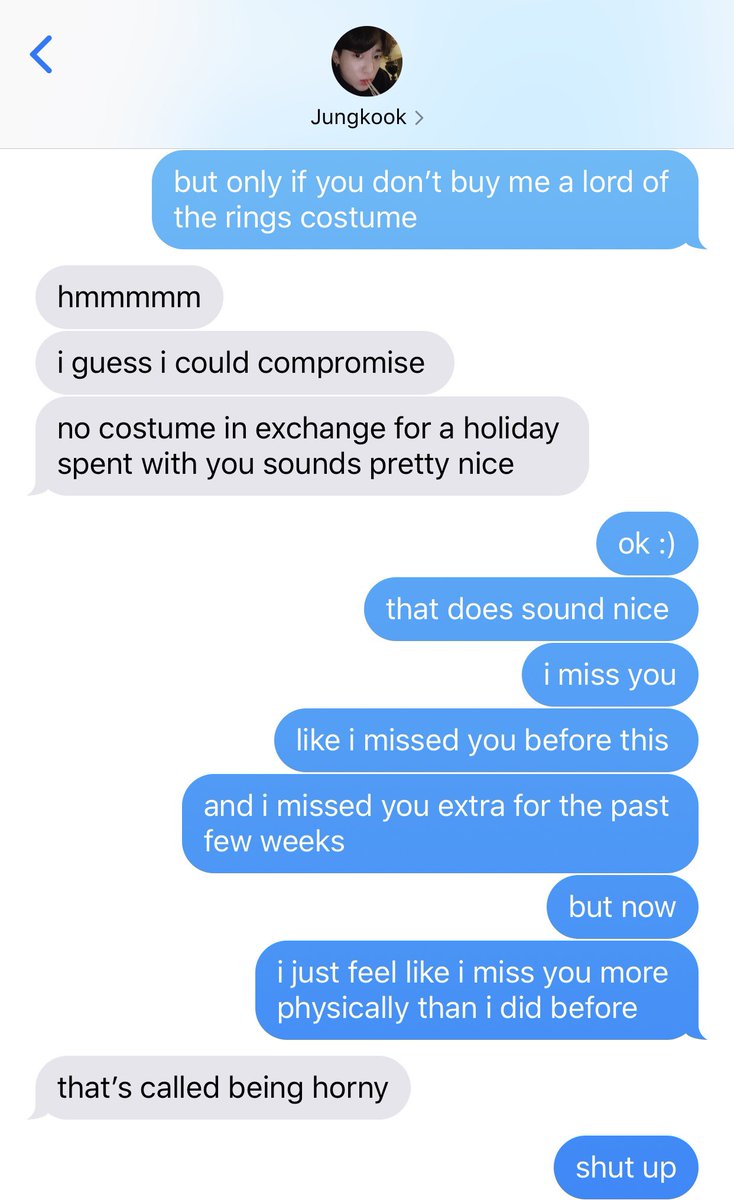 Jungkook
but only if you don’t buy me a lord of
the rings costume
hmmmmm
i guess i could compromise
no costume in exchange for a holiday
spent with you sounds pretty nice
ok :)
that does sound nice
i miss you
like i missed you before this
and i missed you extra for the past
few weeks
but now
i just feel like i miss you more
physically than i did before
that’s called being horny
shut up